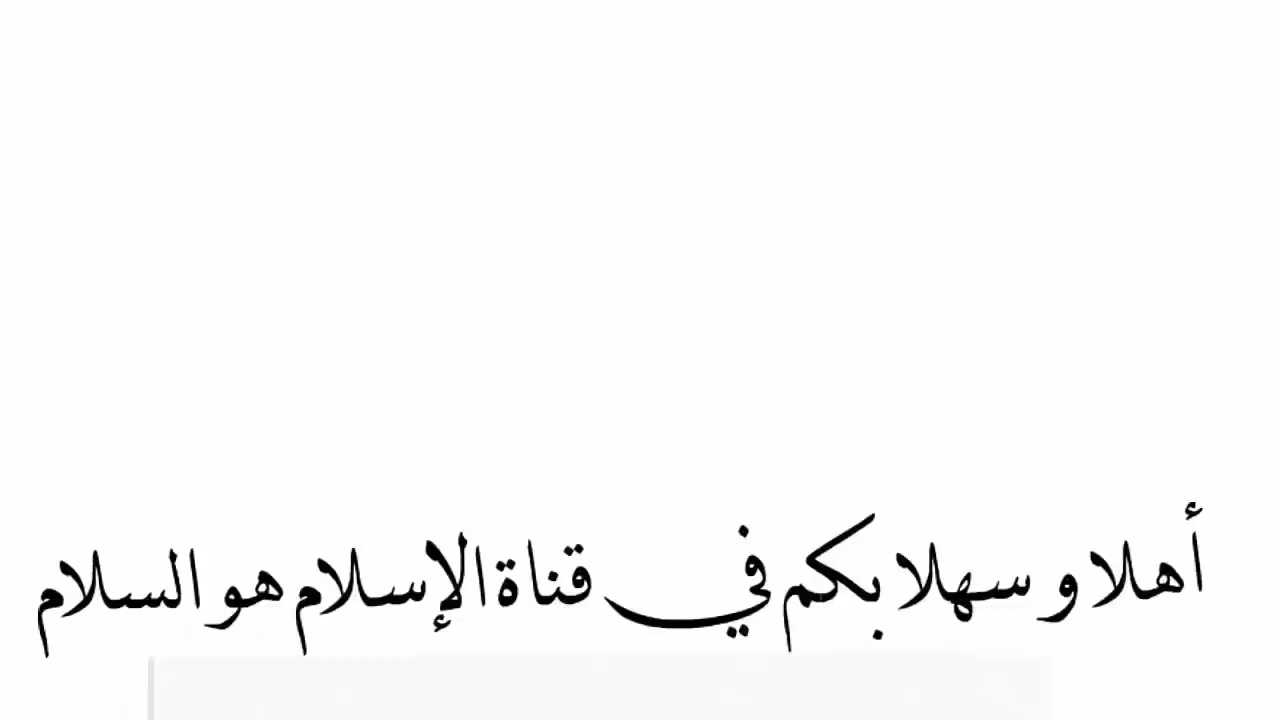 أهلا و سهلا بكم في قناة الإسلام هو السلام